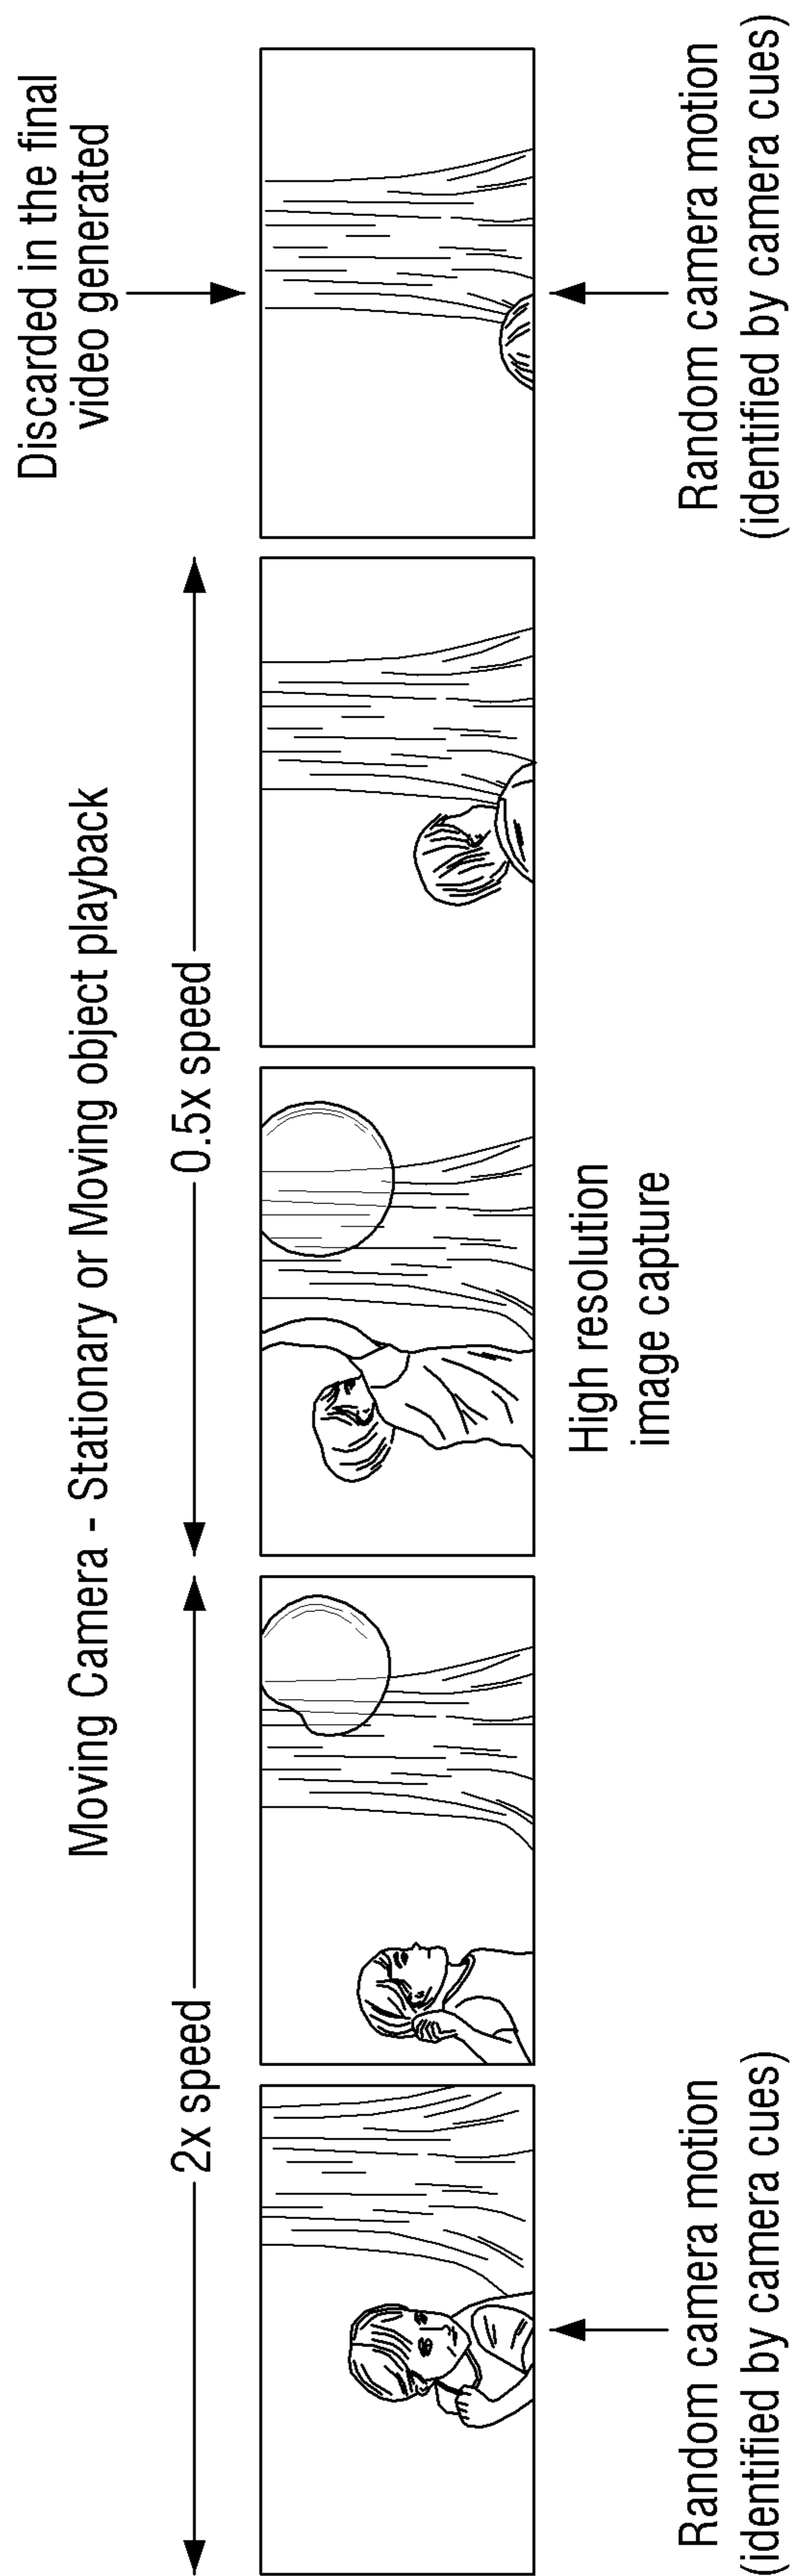 Moving Camera - Stationary or Moving object playback
Discarded in the final
video generated
2x speed
0.5x speed
Random camera motion
(identified by camera cues)
High resolution
image capture
Random camera motion
(identified by camera cues)